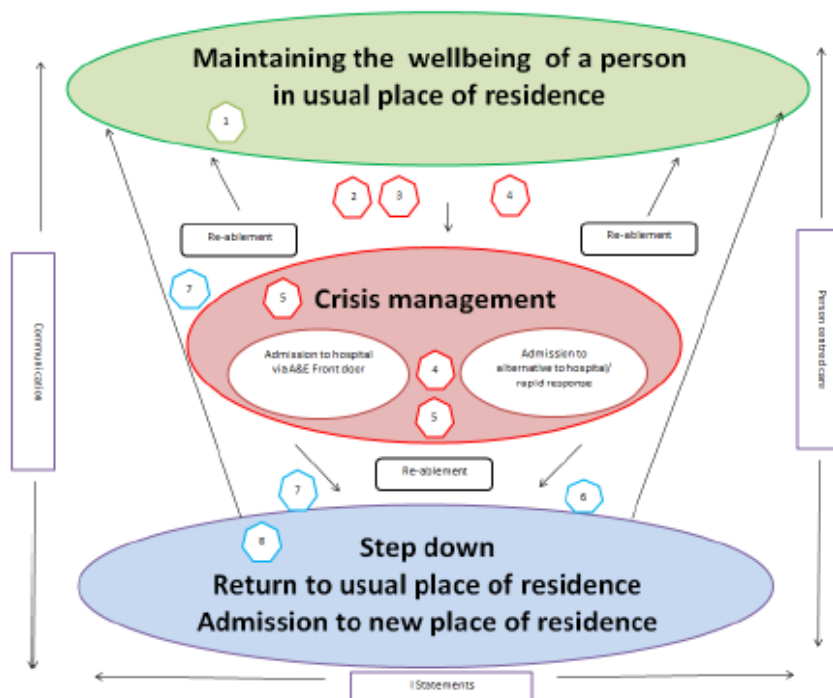 Maintaining the wellbeing of a person
in usual place of residence
1
2
3
4
Re-ablement
Re-ablement
7
5
Crisis management
Admission to hospital
via A&E Front door
4
Admission to
alternative to hospital/
rapid response
5
Communication
Person centred care
Re-ablement
7
6
8
Step down
Return to usual place of residence
Admission to new place of residence
I Statements